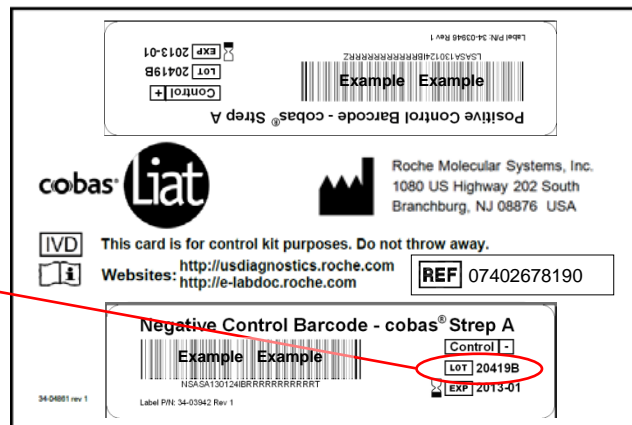 Label P/N: 34-03946 Rev 1
EXP 2013-01
LOT 20419B
Control +
Example Example
Positive Control Barcode - cobas® Strep A
cobas®
Liat
Roche Molecular Systems, Inc.
1080 US Highway 202 South
Branchburg, NJ 08876 USA
IVD
This card is for control kit purposes. Do not throw away.
i
Websites: http://usdiagnostics.roche.com
http://e-labdoc.roche.com
REF 07402678190
Negative Control Barcode - cobas® Strep A
Example Example
NSASA130124IBRRRRRRRRRRRT
Control -
LOT 20419B
EXP 2013-01
34-04861 rev 1
Label P/N: 34-03942 Rev 1